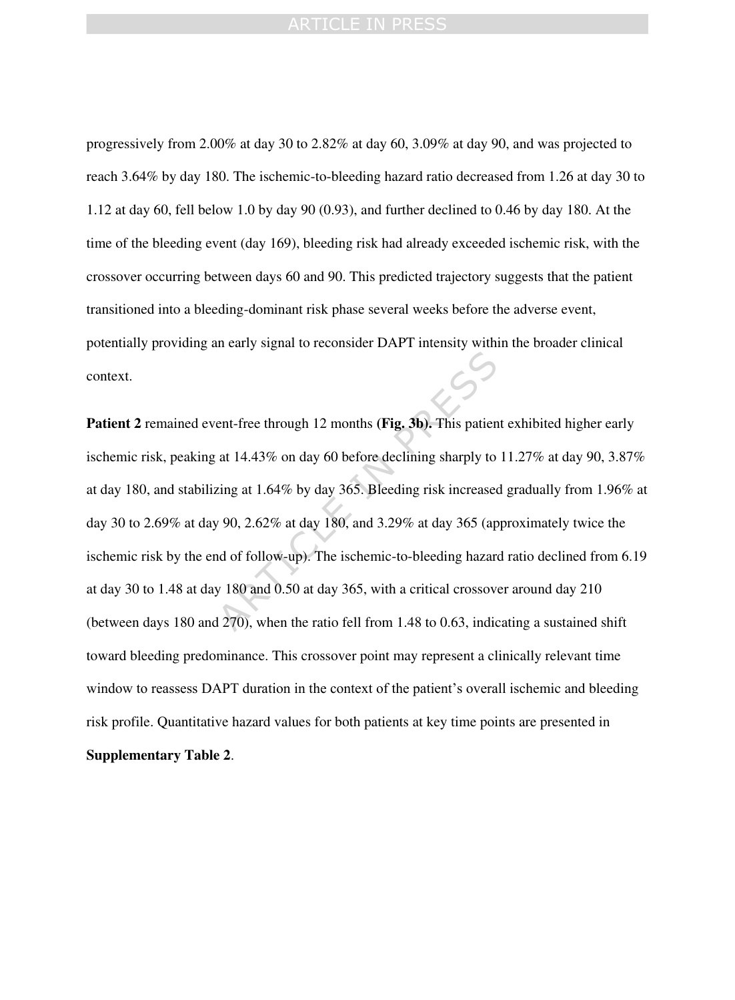 ARTICLE IN PRESS
progressively from 2.00% at day 30 to 2.82% at day 60, 3.09% at day 90, and was projected to
reach 3.64% by day 180. The ischemic-to-bleeding hazard ratio decreased from 1.26 at day 30 to
1.12 at day 60, fell below 1.0 by day 90 (0.93), and further declined to 0.46 by day 180. At the
time of the bleeding event (day 169), bleeding risk had already exceeded ischemic risk, with the
crossover occurring between days 60 and 90. This predicted trajectory suggests that the patient
transitioned into a bleeding-dominant risk phase several weeks before the adverse event,
potentially providing an early signal to reconsider DAPT intensity within the broader clinical
context.
Patient 2 remained event-free through 12 months (Fig. 3b). This patient exhibited higher early
ischemic risk, peaking at 14.43% on day 60 before declining sharply to 11.27% at day 90, 3.87%
at day 180, and stabilizing at 1.64% by day 365. Bleeding risk increased gradually from 1.96% at
day 30 to 2.69% at day 90, 2.62% at day 180, and 3.29% at day 365 (approximately twice the
ischemic risk by the end of follow-up). The ischemic-to-bleeding hazard ratio declined from 6.19
at day 30 to 1.48 at day 180 and 0.50 at day 365, with a critical crossover around day 210
(between days 180 and 270), when the ratio fell from 1.48 to 0.63, indicating a sustained shift
toward bleeding predominance. This crossover point may represent a clinically relevant time
window to reassess DAPT duration in the context of the patient’s overall ischemic and bleeding
risk profile. Quantitative hazard values for both patients at key time points are presented in
Supplementary Table 2.
ARTICLE IN PRESS